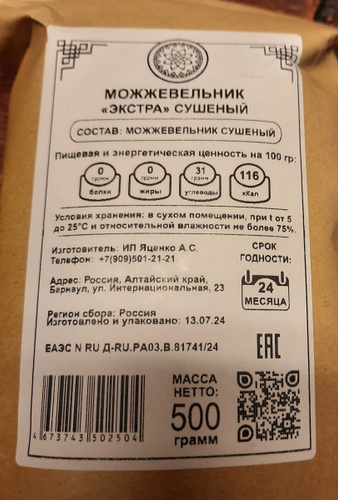 МОЖЖЕВЕЛЬНИК
«ЭКСТРА» СУШЕНЫЙ
СОСТАВ: МОЖЖЕВЕЛЬНИК СУШЕНЫЙ
Пищевая и энергетическая ценность на 100 гр:
0 грамм белки
0 грамм жиры
31 грамм углеводы
116 кКал
Условия хранения: в сухом помещении, при t от 5
до 25°С и относительной влажности не более 75%.
Изготовитель: ИП Яценко А.С.
Телефон: +7(909)501-21-21
СРОК
ГОДНОСТИ:
24
МЕСЯЦА
Адрес: Россия, Алтайский край,
Барнаул, ул. Интернациональная, 23
Регион сбора: Россия
Изготовлено и упаковано: 13.07.24
ЕАЭС N RU Д-RU.РА03.В.81741/24
ЕАС
МАССА
НЕТТО:
500
грамм
4 673743 502504